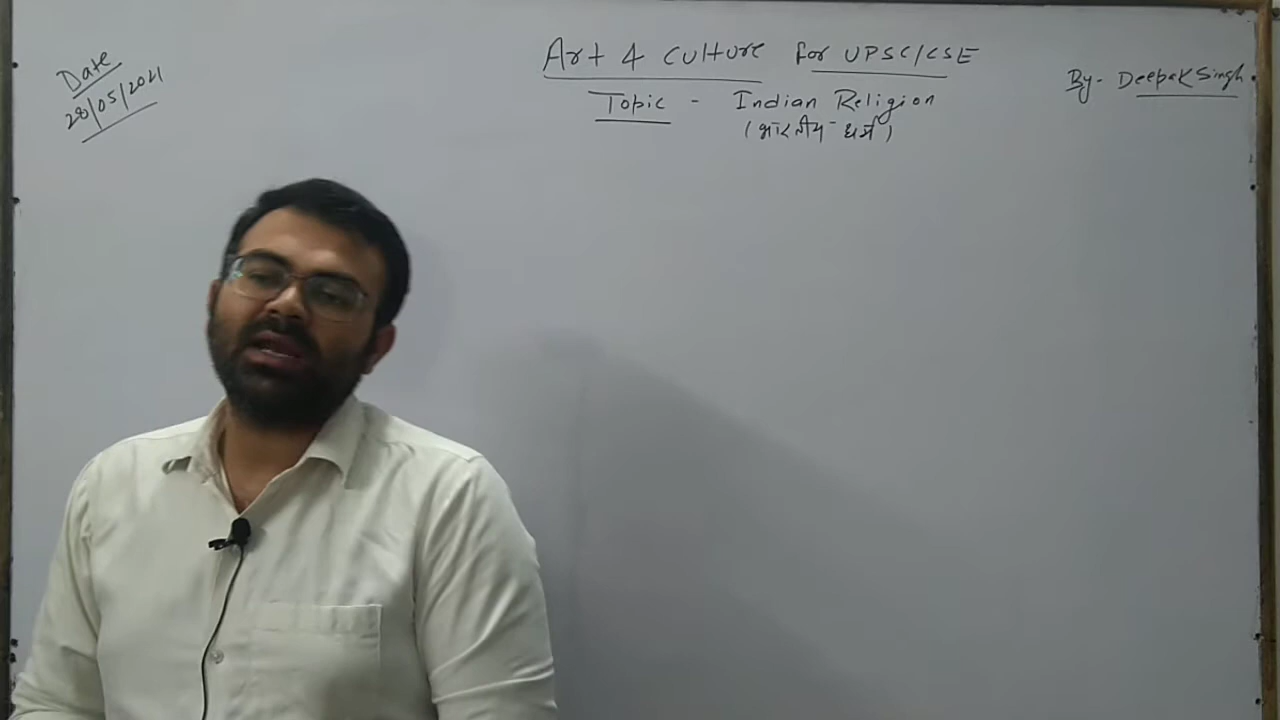 Date
28/05/2021
Art & Culture for UPSC/CSE
By- Deepak Singh
Topic - Indian Religion
(भारतीय धर्म)